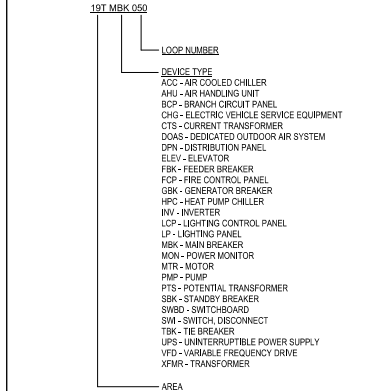 19T MBK 050
LOOP NUMBER
DEVICE TYPE
ACC - AIR COOLED CHILLER
AHU - AIR HANDLING UNIT
BCP - BRANCH CIRCUIT PANEL
CHG - ELECTRIC VEHICLE SERVICE EQUIPMENT
CTS - CURRENT TRANSFORMER
DOAS - DEDICATED OUTDOOR AIR SYSTEM
DPN - DISTRIBUTION PANEL
ELEV - ELEVATOR
FBK - FEEDER BREAKER
FCP - FIRE CONTROL PANEL
GBK - GENERATOR BREAKER
HPC - HEAT PUMP CHILLER
INV - INVERTER
LCP - LIGHTING CONTROL PANEL
LP - LIGHTING PANEL
MBK - MAIN BREAKER
MON - POWER MONITOR
MTR - MOTOR
PMP - PUMP
PTS - POTENTIAL TRANSFORMER
SBK - STANDBY BREAKER
SWBD - SWITCHBOARD
SWI - SWITCH, DISCONNECT
TBK - TIE BREAKER
UPS - UNINTERRUPTIBLE POWER SUPPLY
VFD - VARIABLE FREQUENCY DRIVE
XFMR - TRANSFORMER
AREA